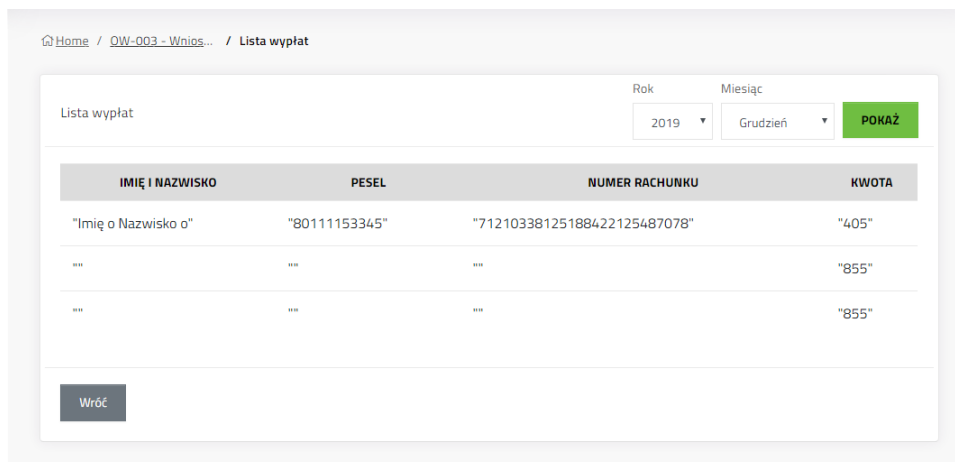 Home / OW-003 - Wnios... / Lista wypłat
Rok Miesiąc
Lista wypłat 2019 Grudzień POKAŻ
IMIĘ I NAZWISKO PESEL NUMER RACHUNKU KWOTA
"Imię o Nazwisko o" "80111153345" "71210338125188422125487078" "405"
"" "" "" "855"
"" "" "" "855"
Wróć